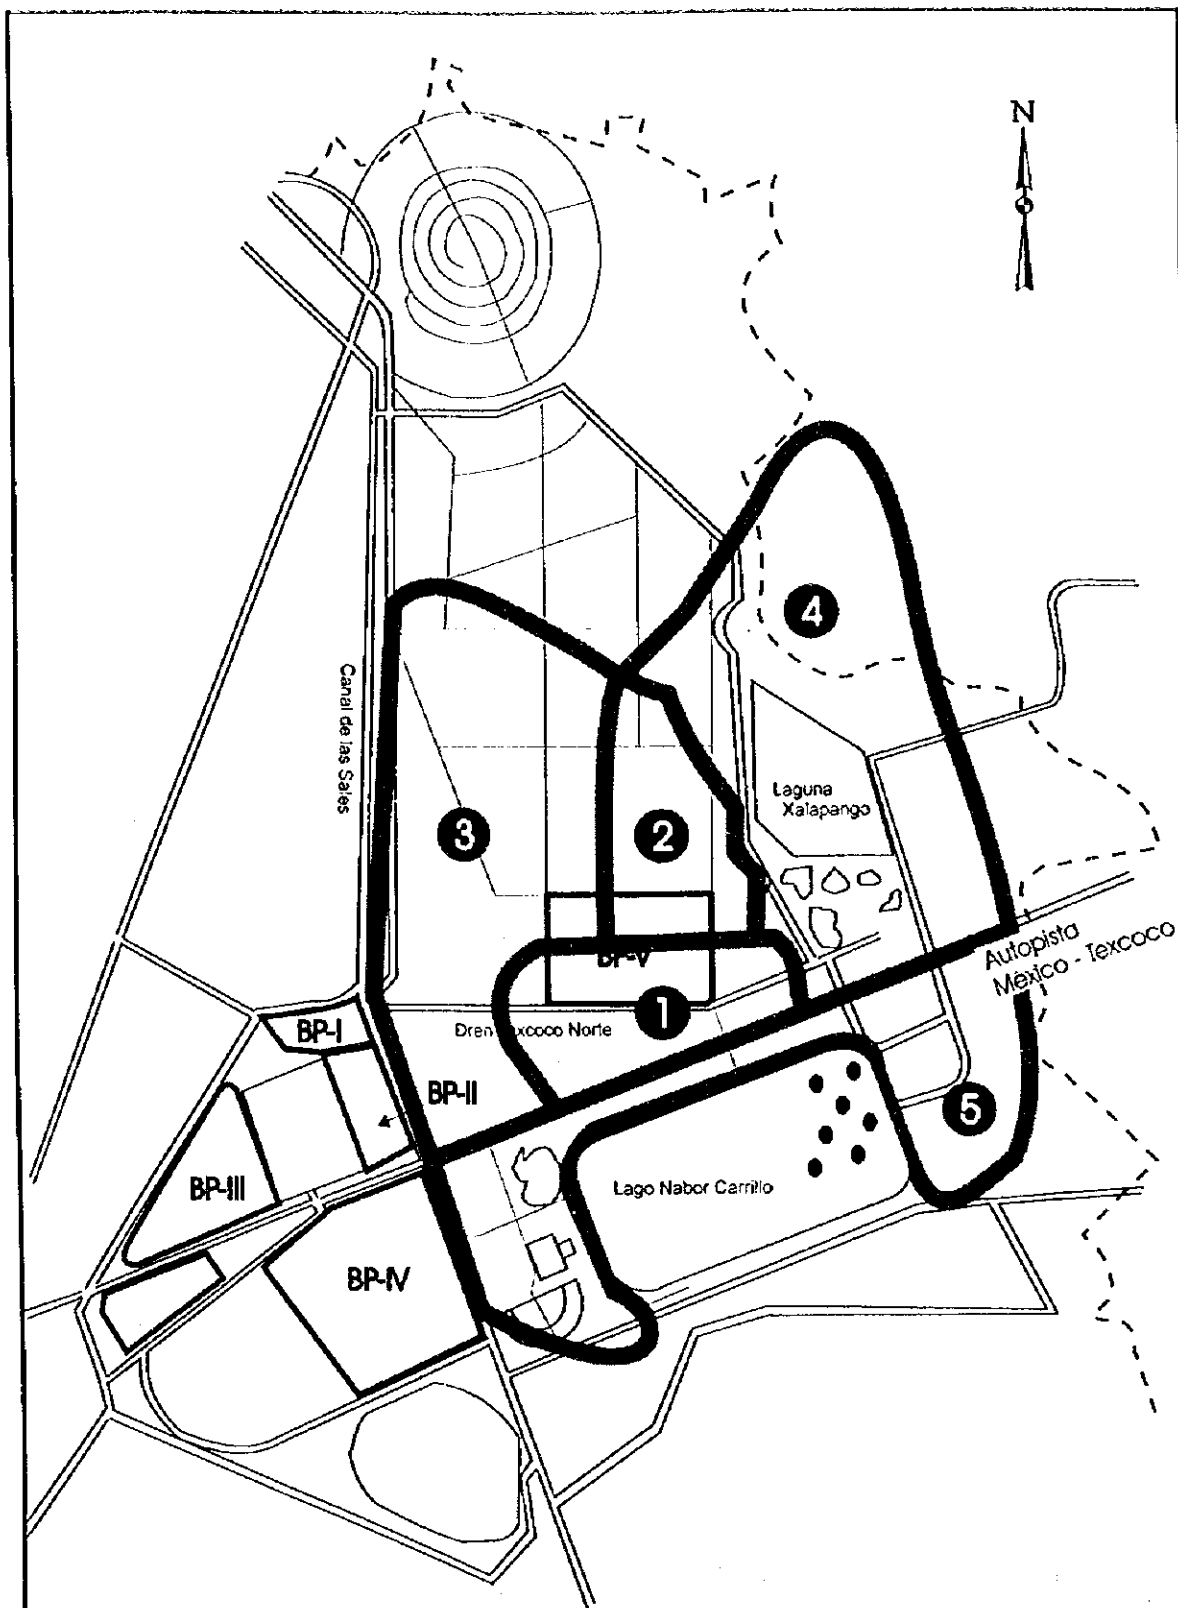 N
4
Canal de las Sales
Laguna
Xalapango
3
2
Autopista
México - Texcoco
BP-V
1
BP-I
Dren Texcoco Norte
BP-II
5
BP-III
Lago Nabor Carrillo
BP-IV